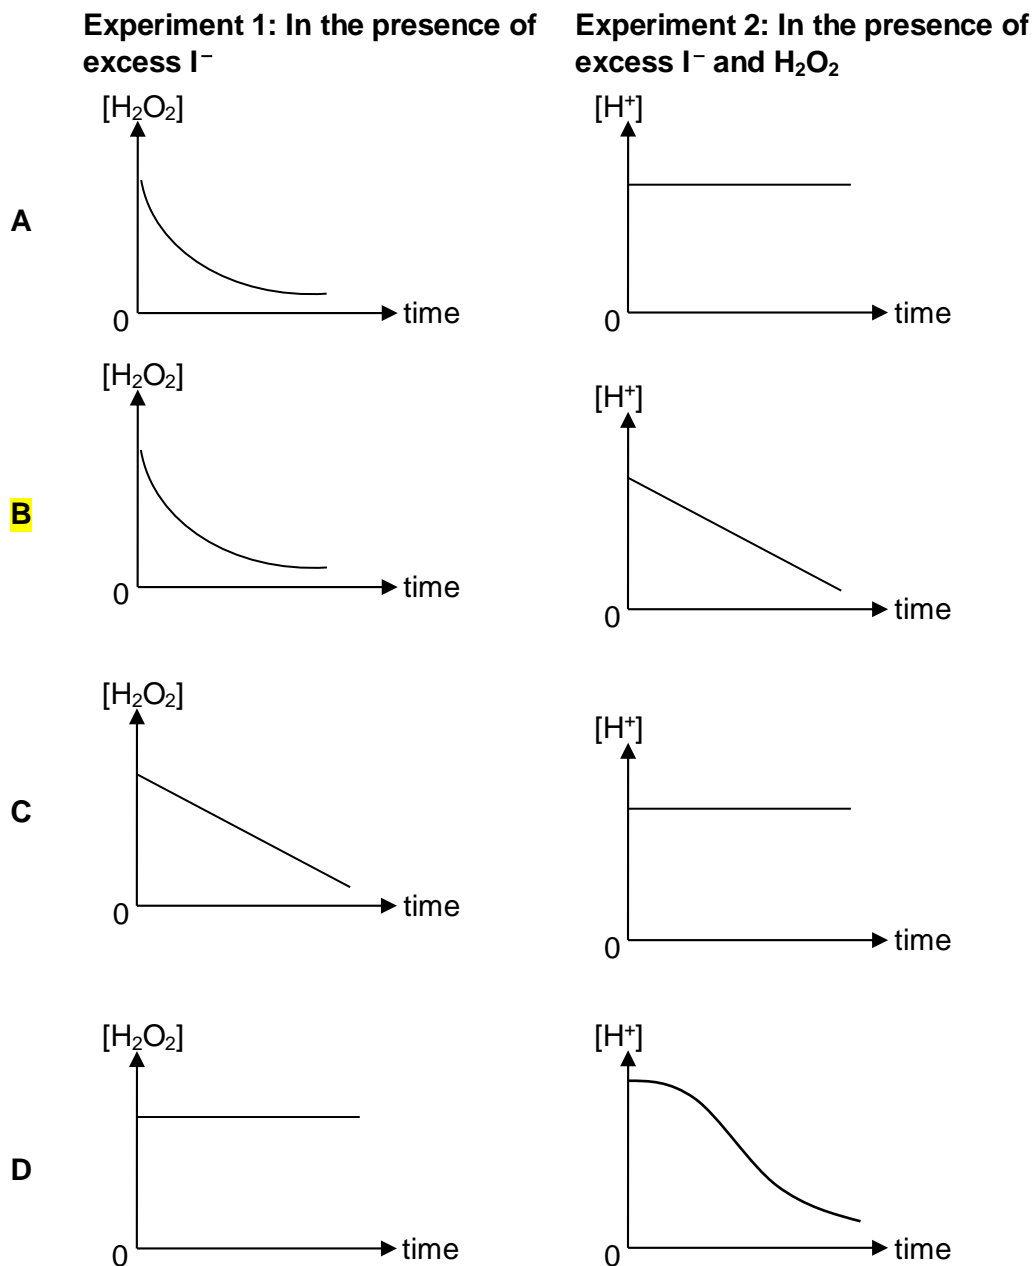 Experiment 1: In the presence of
excess I⁻
Experiment 2: In the presence of
excess I⁻ and H₂O₂
A
[H₂O₂]
0
time
[H⁺]
0
time
B
[H₂O₂]
0
time
[H⁺]
0
time
C
[H₂O₂]
0
time
[H⁺]
0
time
D
[H₂O₂]
0
time
[H⁺]
0
time